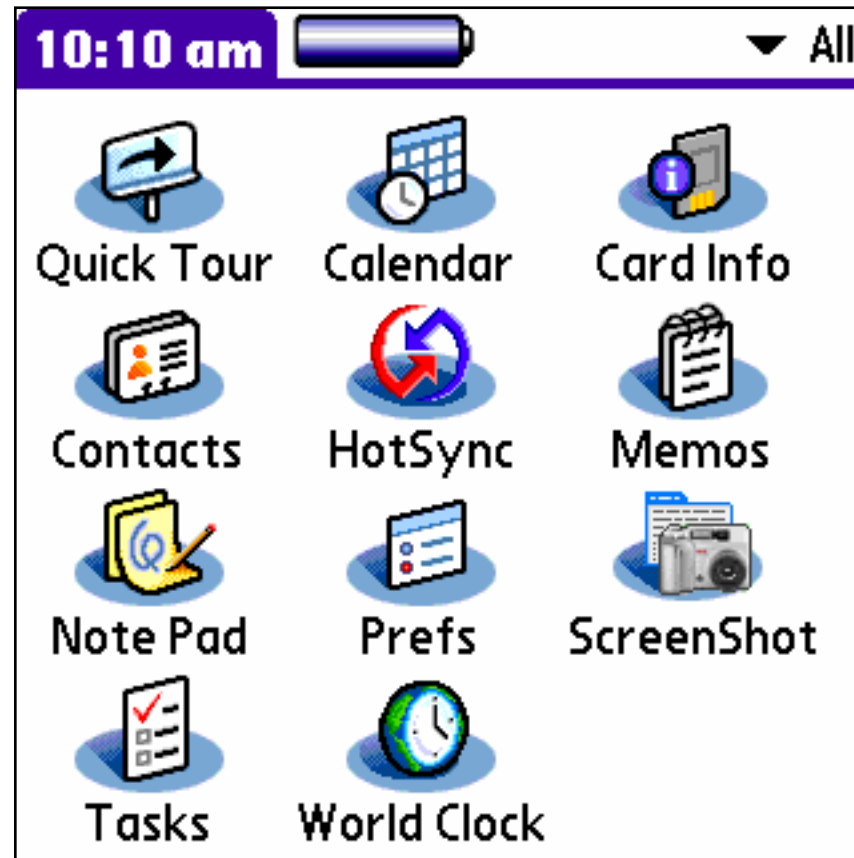 10:10 am All
Quick Tour Calendar Card Info
Contacts HotSync Memos
Note Pad Prefs ScreenShot
Tasks World Clock